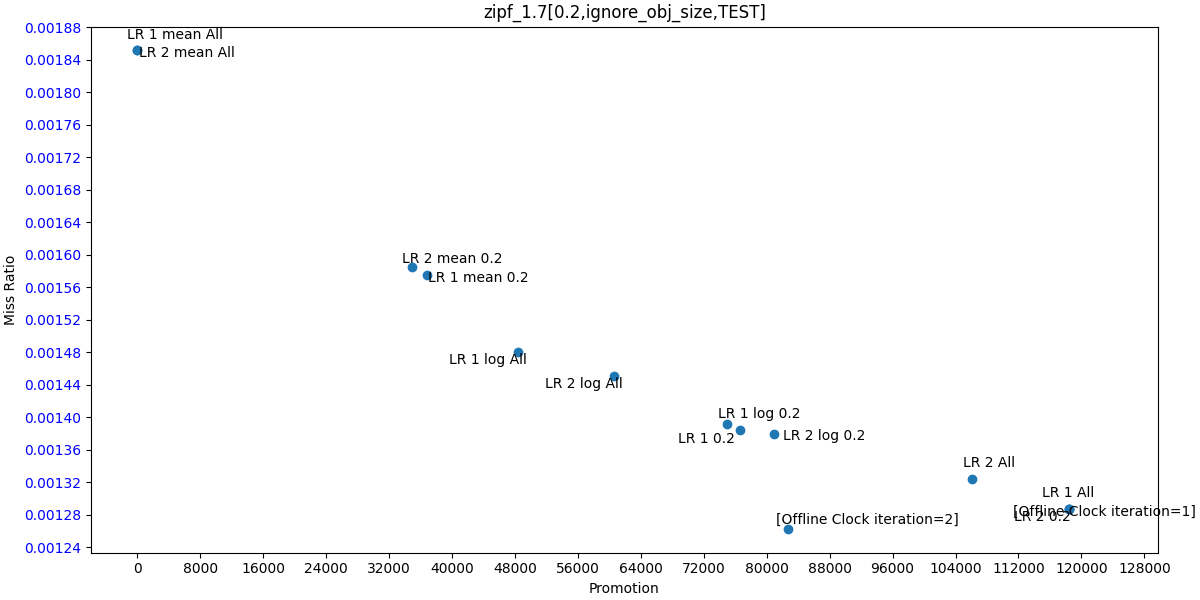 zipf_1.7[0.2,ignore_obj_size,TEST]
0.00188
0.00184
0.00180
0.00176
0.00172
0.00168
0.00164
0.00160
0.00156
0.00152
0.00148
0.00144
0.00140
0.00136
0.00132
0.00128
0.00124
Miss Ratio
LR 1 mean All
LR 2 mean All
LR 2 mean 0.2
LR 1 mean 0.2
LR 1 log All
LR 2 log All
LR 1 log 0.2
LR 1 0.2
LR 2 log 0.2
LR 2 All
LR 1 All
[Offline Clock iteration=1]
LR 2 0.2
[Offline Clock iteration=2]
0 8000 16000 24000 32000 40000 48000 56000 64000 72000 80000 88000 96000 104000 112000 120000 128000
Promotion